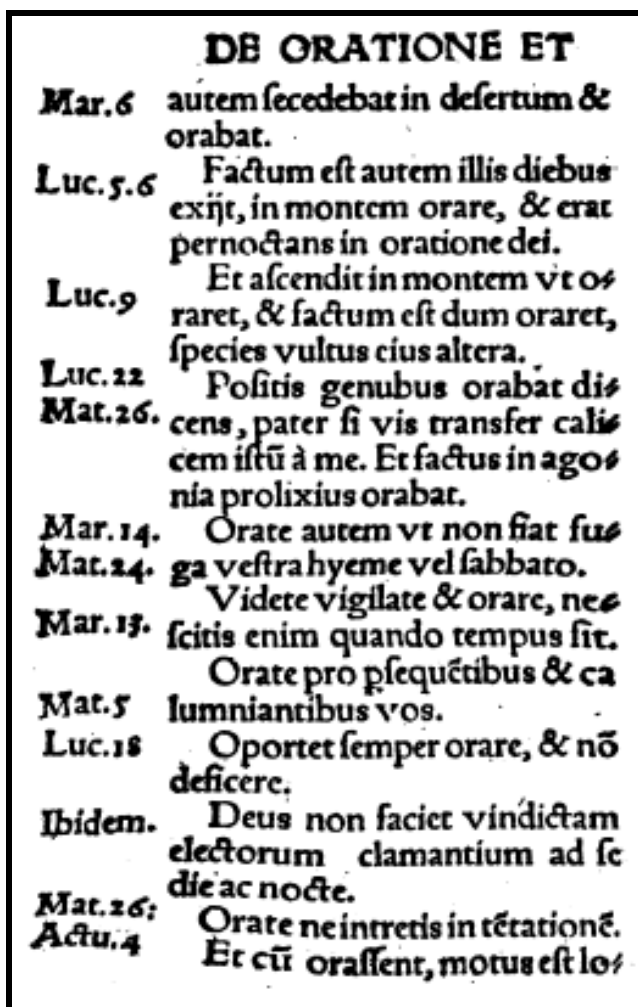 DE ORATIONE ET
Mar.6 autem ſecedebat in deſertum &
orabat.
Luc.5.6 Factum eſt autem illis diebus
exijt, in montem orare, & erat
pernoctans in oratione dei.
Luc.9 Et aſcendit in montem vt o⸗
raret, & factum eſt dum oraret,
ſpecies vultus eius altera.
Luc.22 Poſitis genubus orabat di⸗
Mat.26. cens, pater ſi vis transfer cali⸗
cem iſtū à me. Et factus in ago⸗
nia prolixius orabat.
Mar.14. Orate autem vt non fiat fu⸗
Mat.24. ga veſtra hyeme vel ſabbato.
Videte vigilate & orare, ne⸗
Mar.13. ſcitis enim quando tempus ſit.
Orate pro pſequētibus & ca
Mat.5 lumniantibus vos.
Luc.18 Oportet ſemper orare, & nō
deficere.
Ibidem. Deus non faciet vindictam
electorum clamantium ad ſe
die ac nocte.
Mat.26: Orate ne intretis in tētationē.
Actu.4 Et cū oraſſent, motus eſt lo⸗